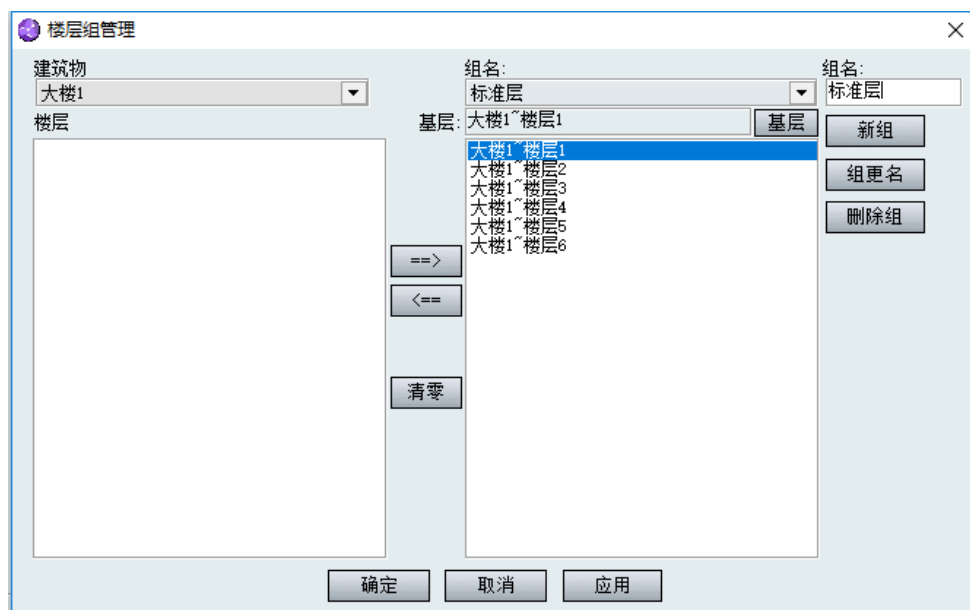 楼层组管理
建筑物
组名:
组名:
大楼1
标准层
标准层
楼层
基层:
大楼1~楼层1
基层
新组
大楼1~楼层1
大楼1~楼层2
大楼1~楼层3
大楼1~楼层4
大楼1~楼层5
大楼1~楼层6
组更名
删除组
==>
<==
清零
确定
取消
应用